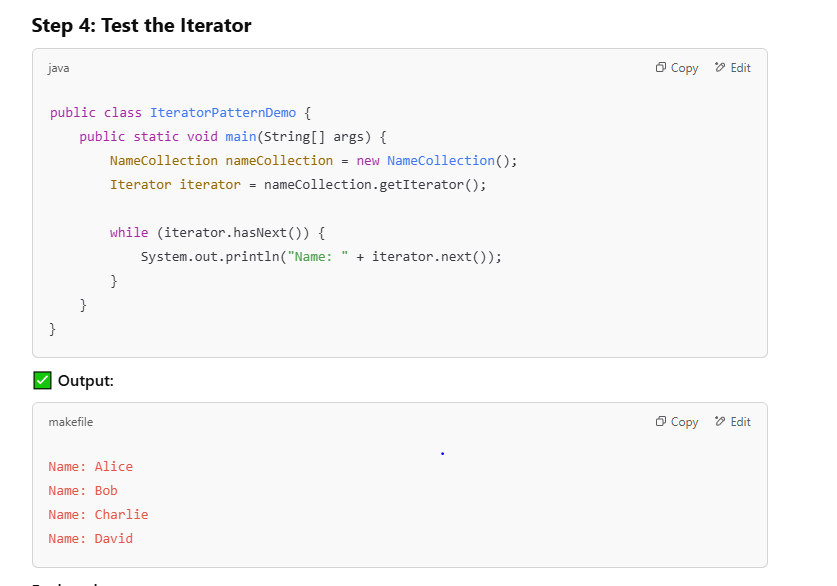 Step 4: Test the Iterator
java
Copy
Edit
public class IteratorPatternDemo {
    public static void main(String[] args) {
        NameCollection nameCollection = new NameCollection();
        Iterator iterator = nameCollection.getIterator();
        while (iterator.hasNext()) {
            System.out.println("Name: " + iterator.next());
        }
    }
}
✅ Output:
makefile
Copy
Edit
Name: Alice
Name: Bob
Name: Charlie
Name: David